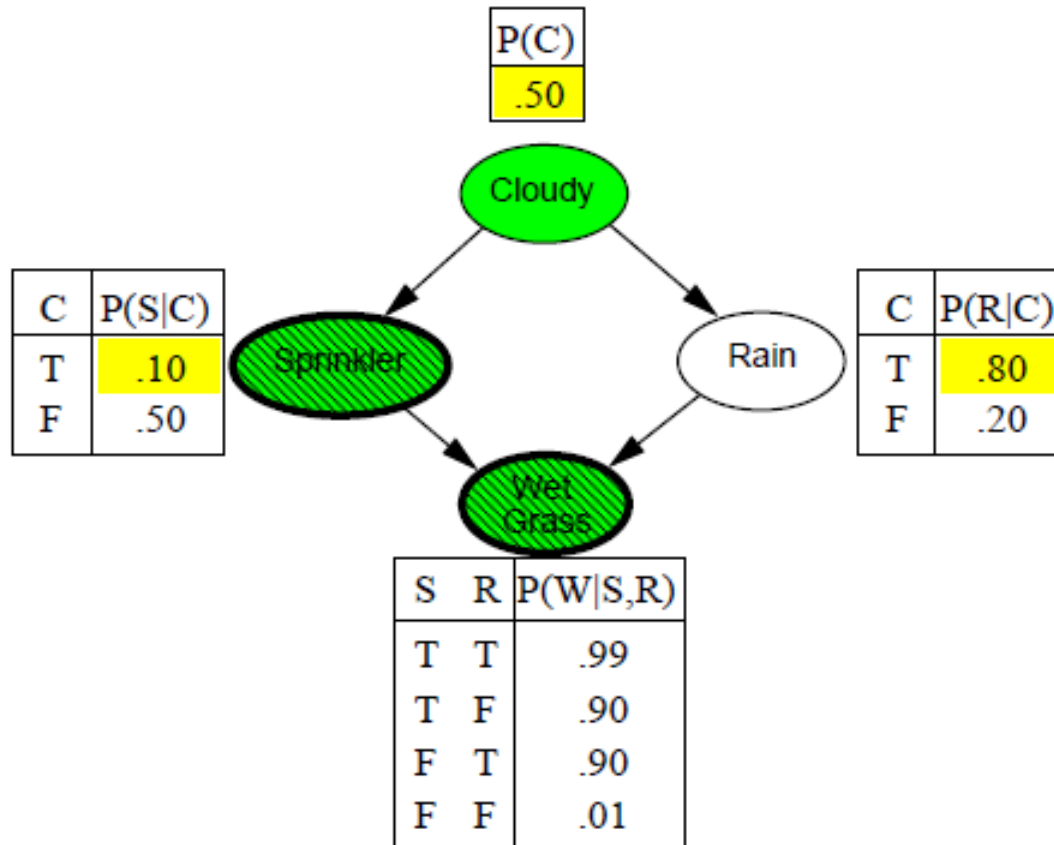 P(C)
.50
Cloudy
C P(S|C)
T .10
F .50
Sprinkler
Rain
C P(R|C)
T .80
F .20
Wet
Grass
S R P(W|S,R)
T T .99
T F .90
F T .90
F F .01